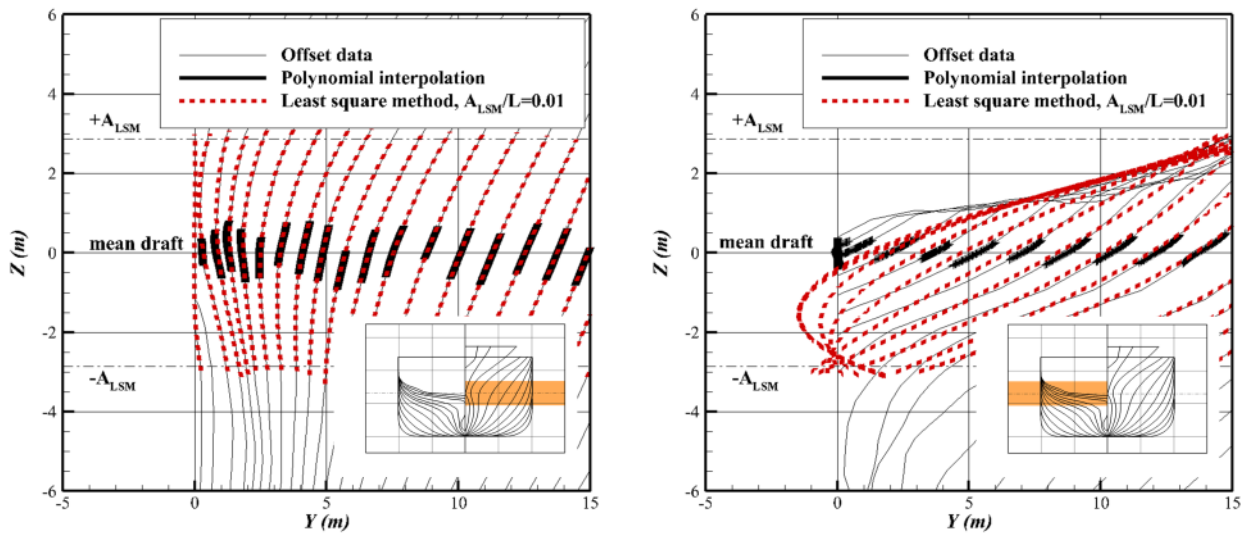 6
4
2
0
-2
-4
-6
Z (m)
-5
0
5
10
15
Y (m)
Offset data
Polynomial interpolation
Least square method, A_LSM/L=0.01
+A_LSM
mean draft
-A_LSM
6
4
2
0
-2
-4
-6
Z (m)
-5
0
5
10
15
Y (m)
Offset data
Polynomial interpolation
Least square method, A_LSM/L=0.01
+A_LSM
mean draft
-A_LSM